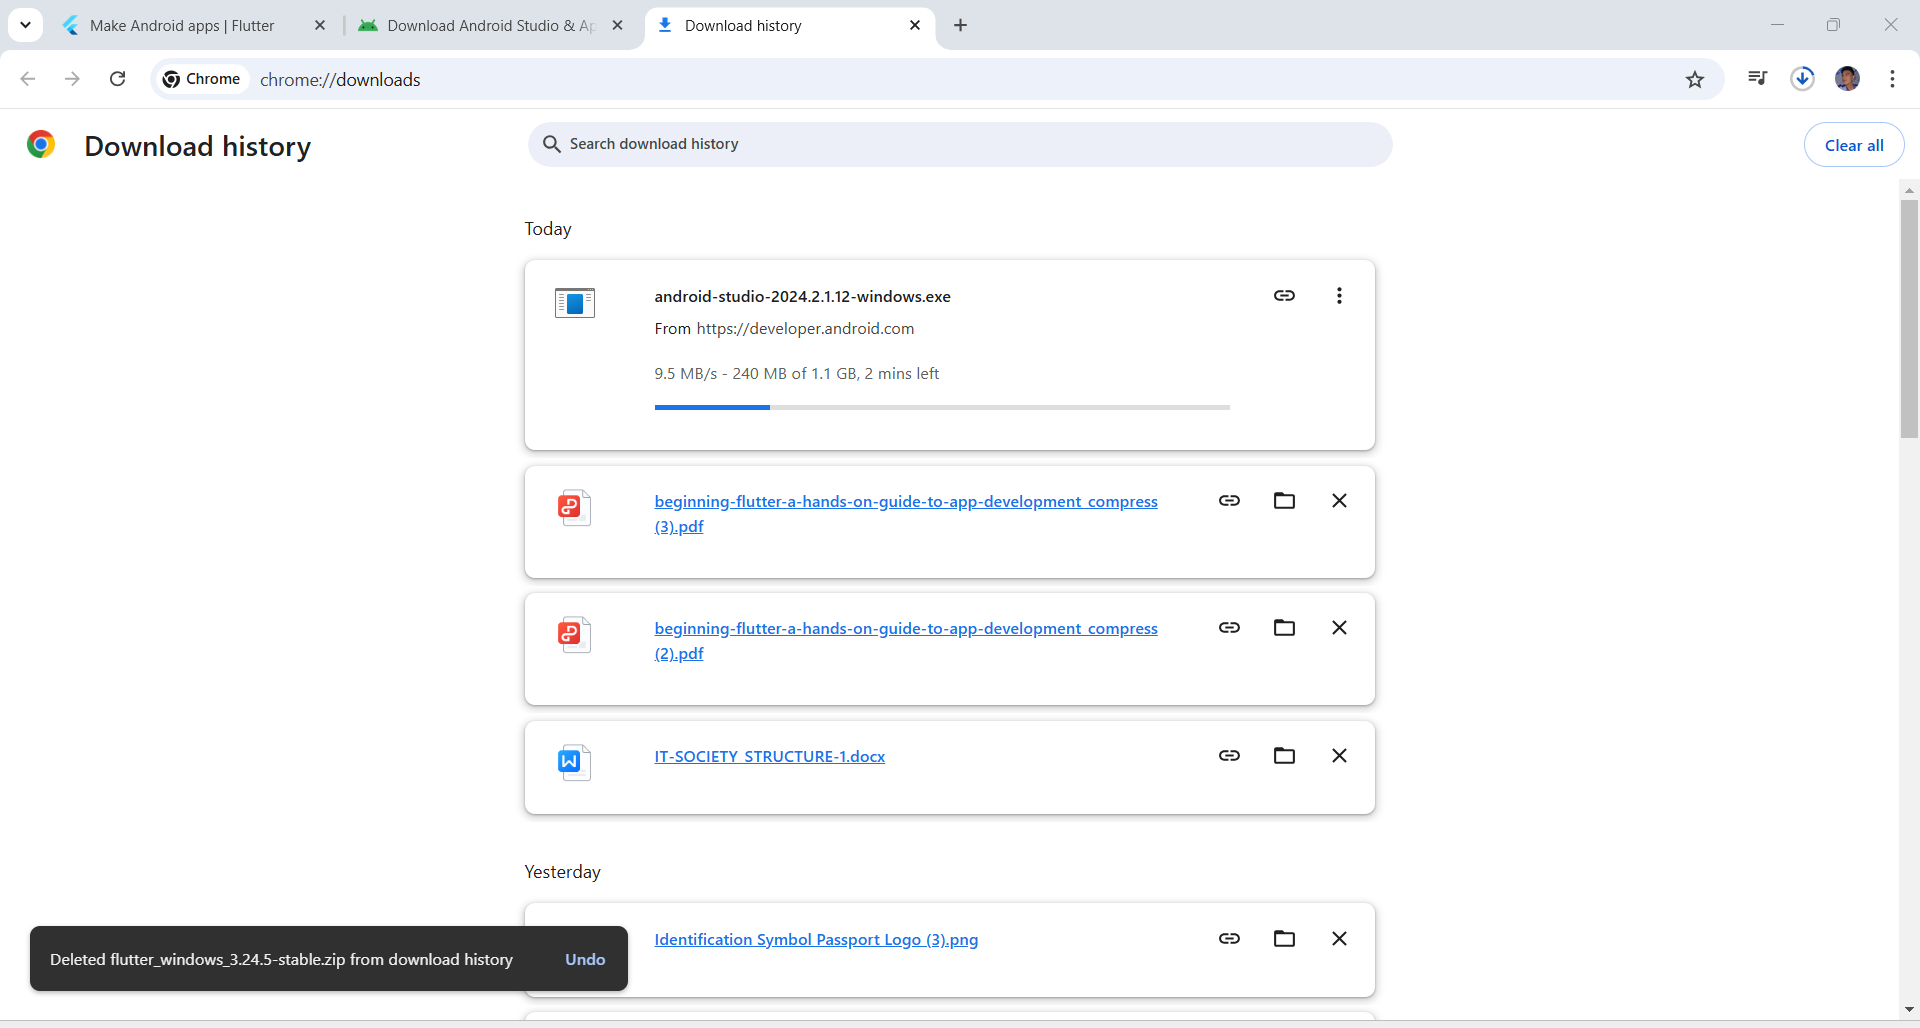 Make Android apps | Flutter
Download Android Studio & Ap
Download history
Chrome
chrome://downloads
Download history
Search download history
Clear all
Today
android-studio-2024.2.1.12-windows.exe
From https://developer.android.com
9.5 MB/s - 240 MB of 1.1 GB, 2 mins left
beginning-flutter-a-hands-on-guide-to-app-development_compress
(3).pdf
beginning-flutter-a-hands-on-guide-to-app-development_compress
(2).pdf
IT-SOCIETY_STRUCTURE-1.docx
Yesterday
Identification Symbol Passport Logo (3).png
Deleted flutter_windows_3.24.5-stable.zip from download history
Undo